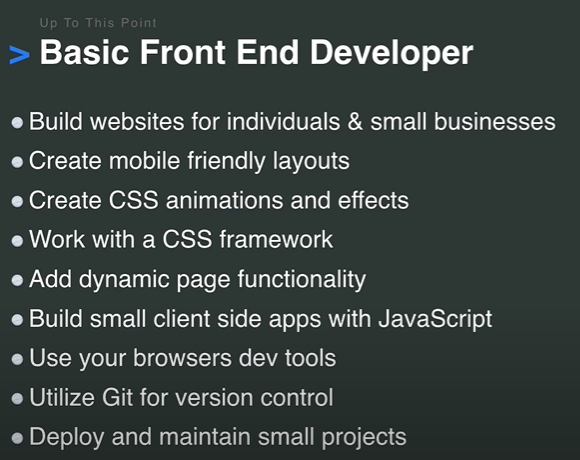 Up To This Point
> Basic Front End Developer
Build websites for individuals & small businesses
Create mobile friendly layouts
Create CSS animations and effects
Work with a CSS framework
Add dynamic page functionality
Build small client side apps with JavaScript
Use your browsers dev tools
Utilize Git for version control
Deploy and maintain small projects